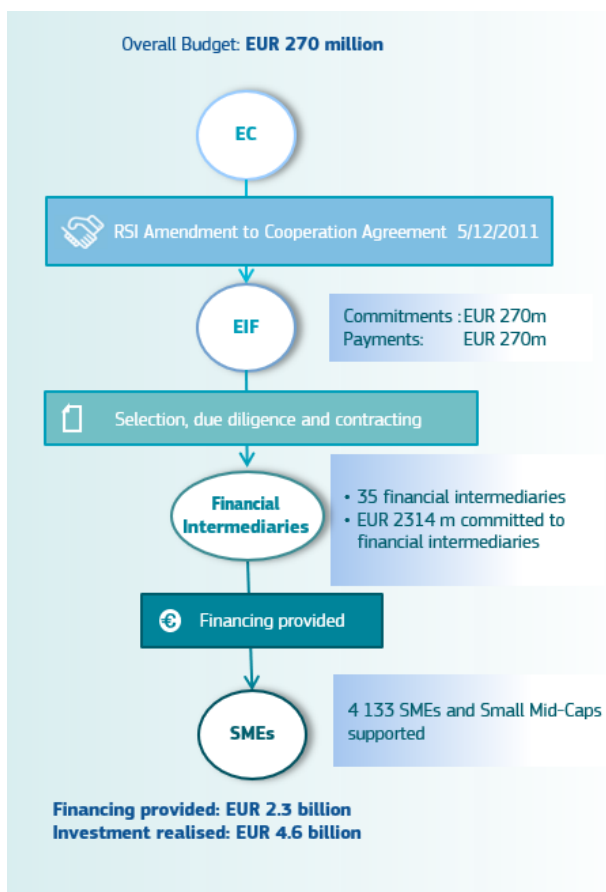 Overall Budget: EUR 270 million
EC
RSI Amendment to Cooperation Agreement 5/12/2011
EIF
Commitments : EUR 270m
Payments: EUR 270m
Selection, due diligence and contracting
Financial
Intermediaries
• 35 financial intermediaries
• EUR 2314 m committed to
financial intermediaries
Financing provided
SMEs
4 133 SMEs and Small Mid-Caps
supported
Financing provided: EUR 2.3 billion
Investment realised: EUR 4.6 billion